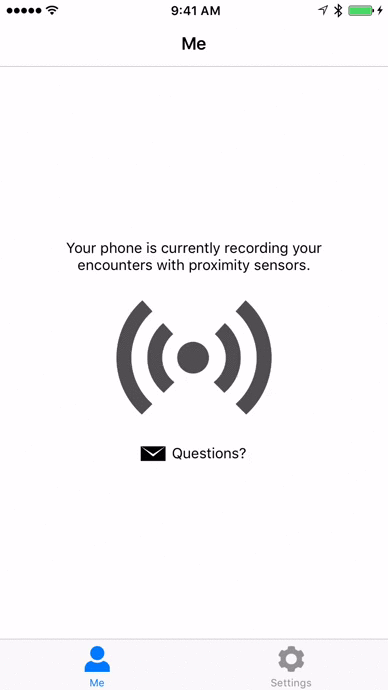 9:41 AM
Me
Your phone is currently recording your
encounters with proximity sensors.
Questions?
Me
Settings